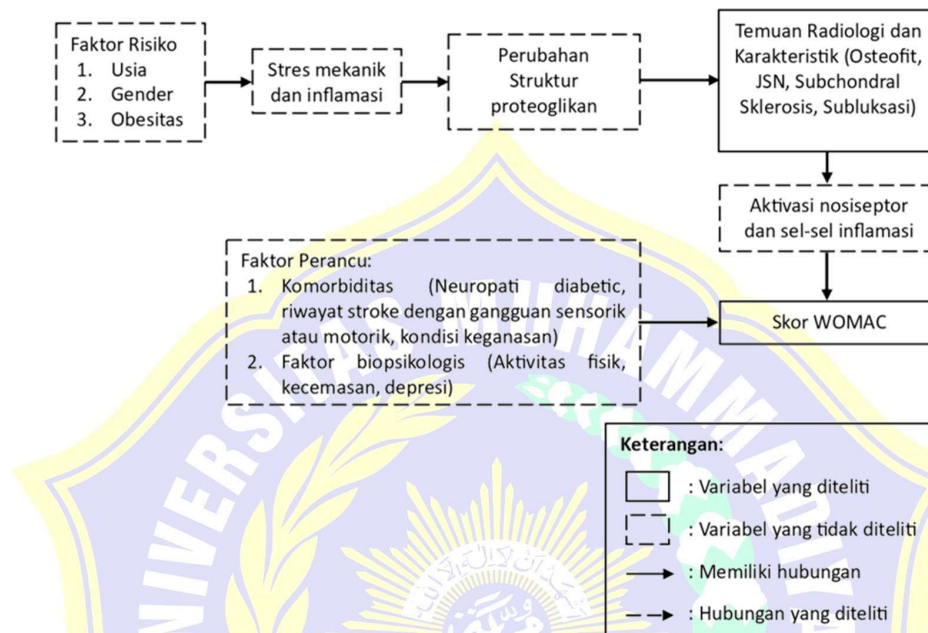 Faktor Risiko
1. Usia
2. Gender
3. Obesitas
Stres mekanik
dan inflamasi
Perubahan
Struktur
proteoglikan
Temuan Radiologi dan
Karakteristik (Osteofit,
JSN, Subchondral
Sklerosis, Subluksasi)
Aktivasi nosiseptor
dan sel-sel inflamasi
Faktor Perancu:
1. Komorbiditas (Neuropati diabetic,
riwayat stroke dengan gangguan sensorik
atau motorik, kondisi keganasan)
2. Faktor biopsikologis (Aktivitas fisik,
kecemasan, depresi)
Skor WOMAC
Keterangan:
: Variabel yang diteliti
: Variabel yang tidak diteliti
: Memiliki hubungan
: Hubungan yang diteliti
UNIVERSITAS MUHAMMADIY